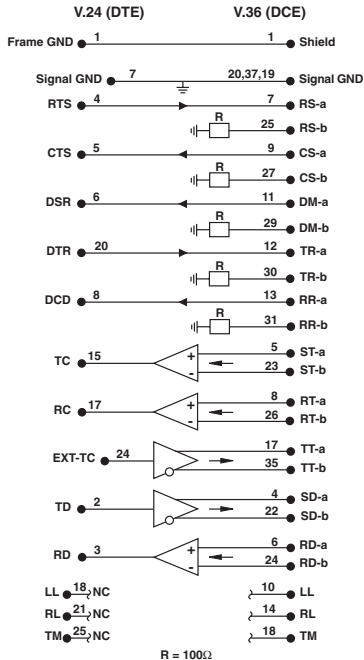 V.24 (DTE) V.36 (DCE)
Frame GND 1 1 Shield
Signal GND 7 20,37,19 Signal GND
RTS 4 7 RS-a
R 25 RS-b
CTS 5 9 CS-a
R 27 CS-b
DSR 6 11 DM-a
R 29 DM-b
DTR 20 12 TR-a
R 30 TR-b
DCD 8 13 RR-a
R 31 RR-b
TC 15 + 5 ST-a
- 23 ST-b
RC 17 + 8 RT-a
- 26 RT-b
EXT-TC 24 17 TT-a
35 TT-b
TD 2 4 SD-a
22 SD-b
RD 3 + 6 RD-a
- 24 RD-b
LL 18 NC 10 LL
RL 21 NC 14 RL
TM 25 NC 18 TM
R = 100Ω